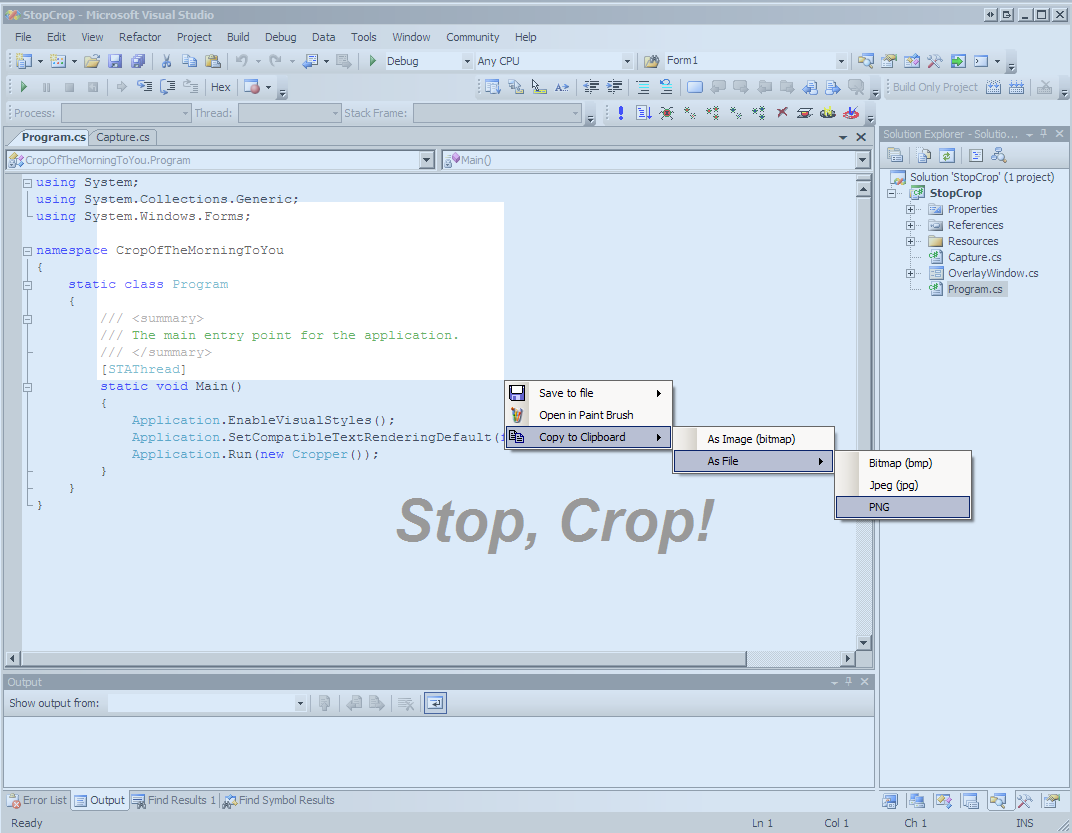 StopCrop - Microsoft Visual Studio
File Edit View Refactor Project Build Debug Data Tools Window Community Help
Debug Any CPU Form1
Hex Build Only Project
Process: Thread: Stack Frame:
Program.cs Capture.cs
CropOfTheMorningToYou.Program Main()
using System;
using System.Collections.Generic;
using System.Windows.Forms;
namespace CropOfTheMorningToYou
{
static class Program
{
/// <summary>
/// The main entry point for the application.
/// </summary>
[STAThread]
static void Main()
{
Application.EnableVisualStyles();
Application.SetCompatibleTextRenderingDefault(
Application.Run(new Cropper());
}
}
}
Save to file
Open in Paint Brush
Copy to Clipboard
As Image (bitmap)
As File
Bitmap (bmp)
Jpeg (jpg)
PNG
Stop, Crop!
Solution Explorer - Solutio...
Solution 'StopCrop' (1 project)
StopCrop
Properties
References
Resources
Capture.cs
OverlayWindow.cs
Program.cs
Output
Show output from:
Error List Output Find Results 1 Find Symbol Results
Ready Ln 1 Col 1 Ch 1 INS